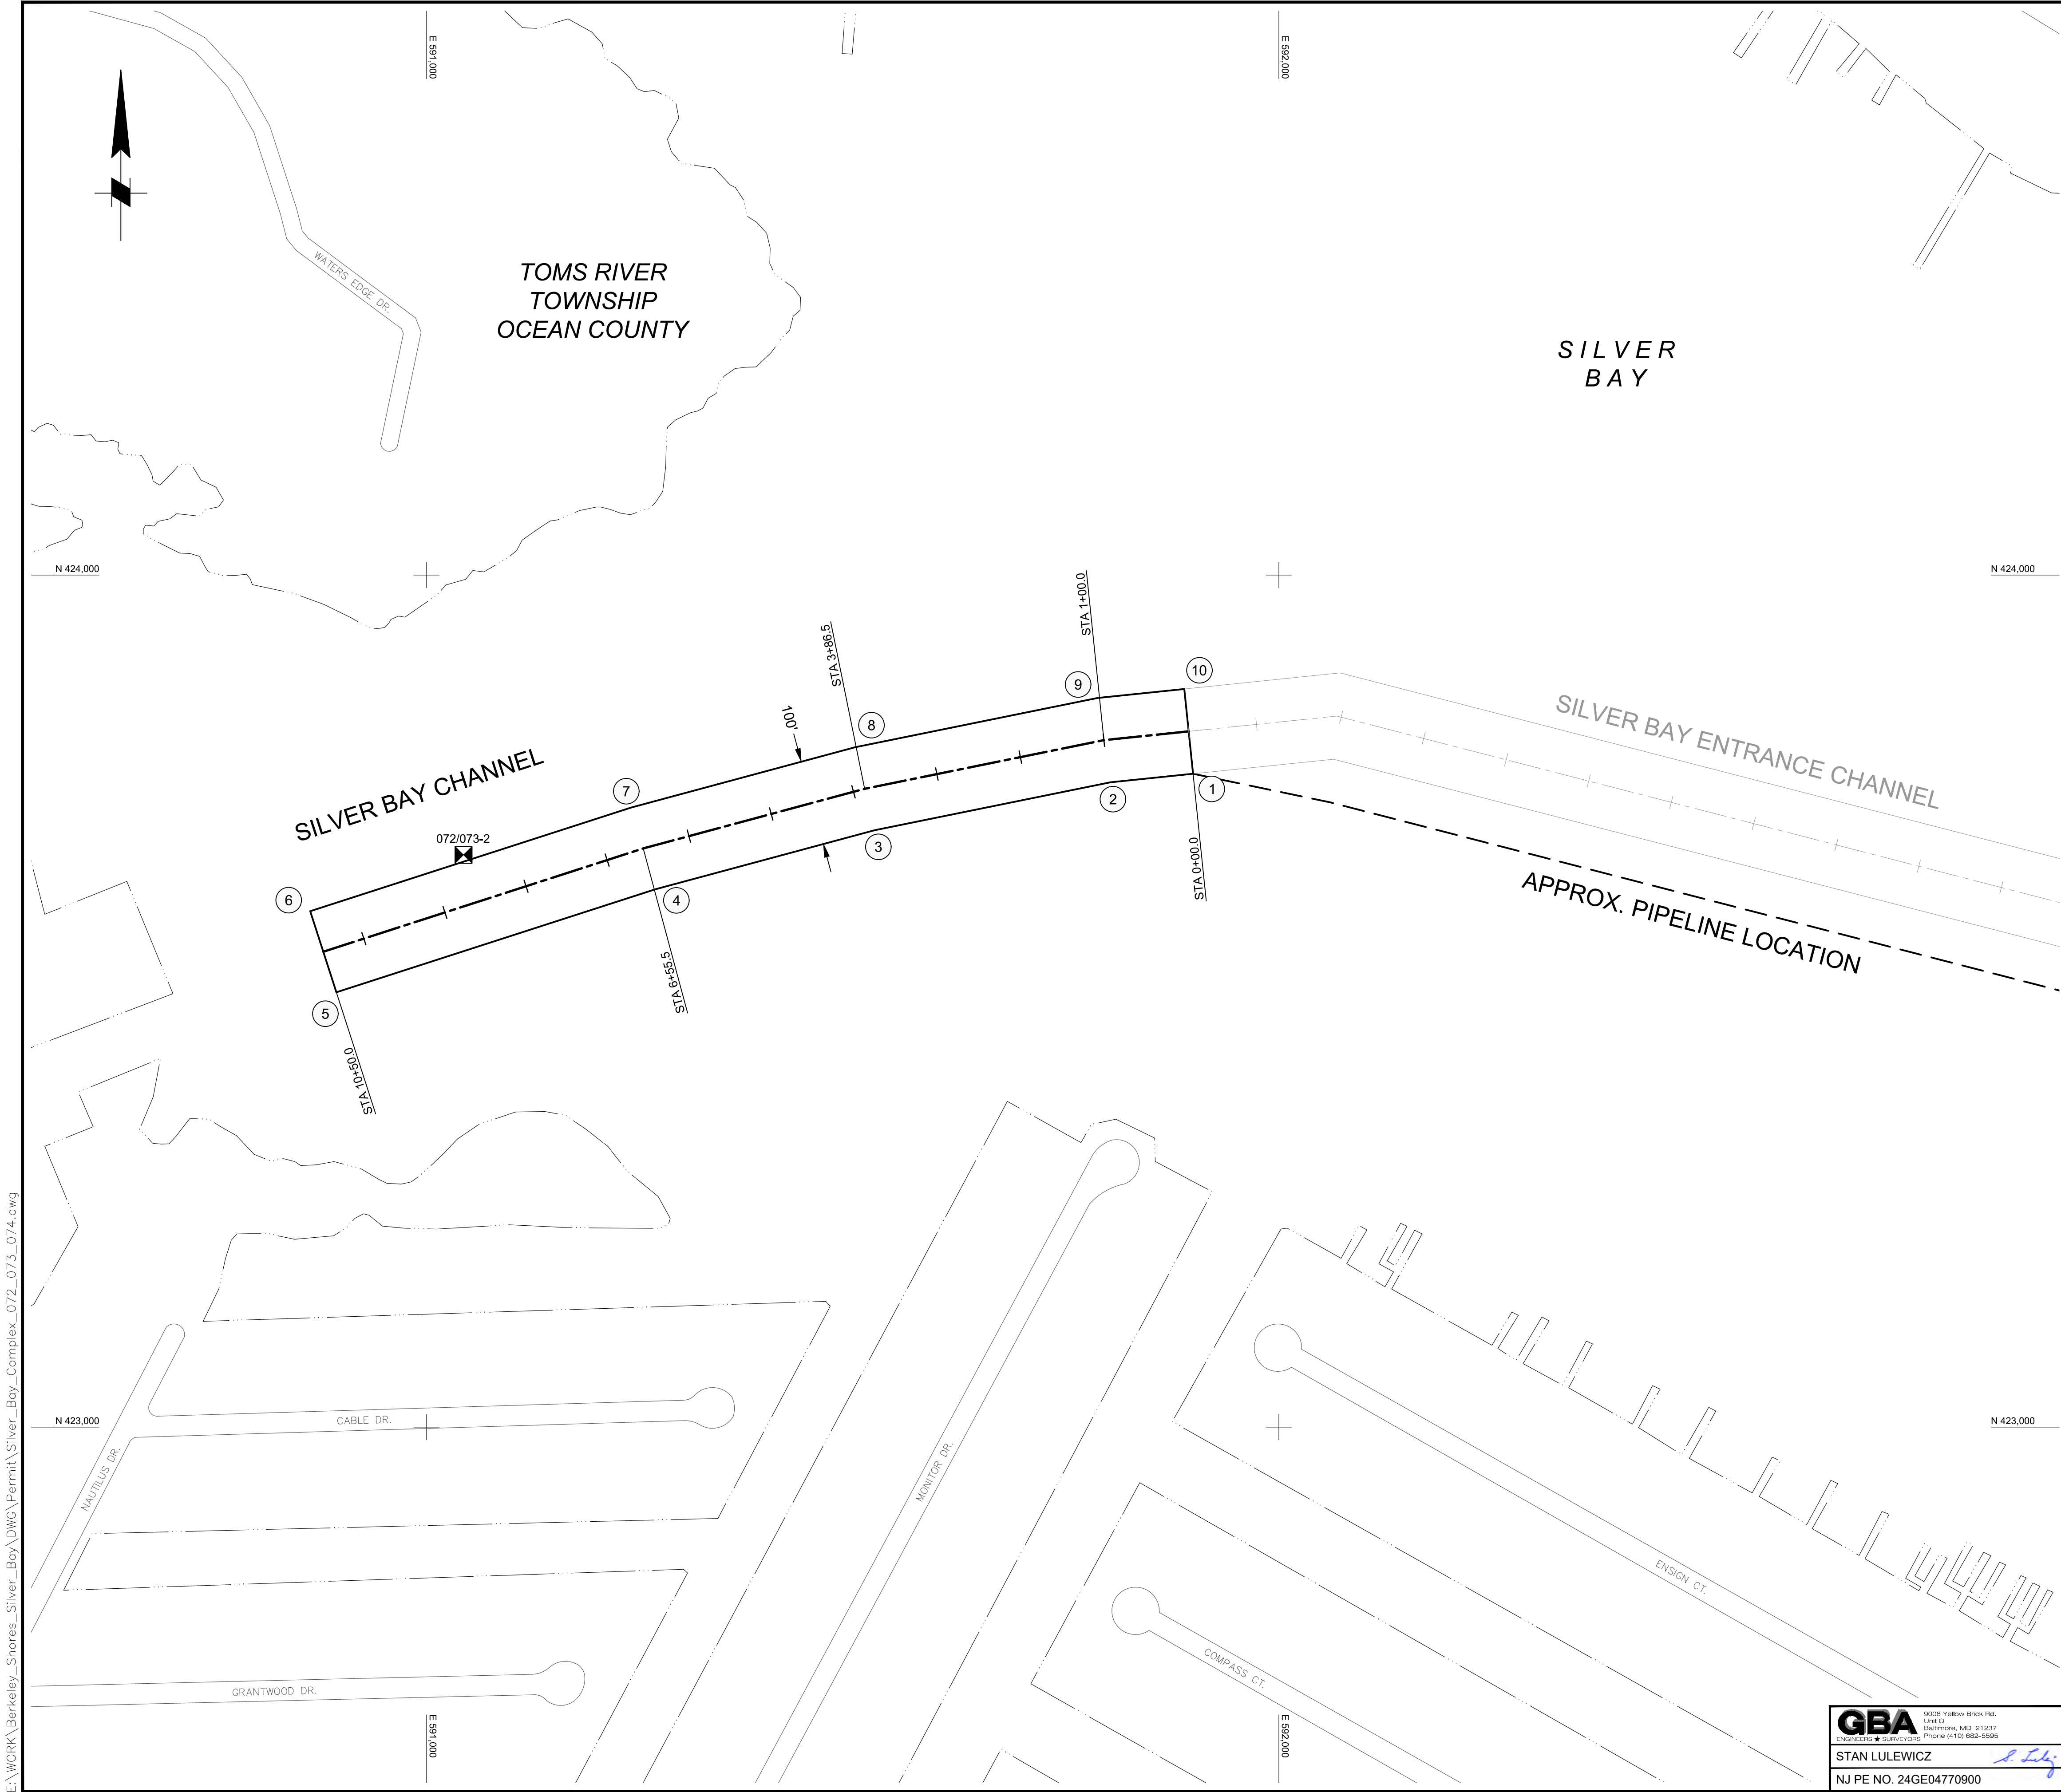 E 591,000
E 592,000
WATERS EDGE DR.
TOMS RIVER
TOWNSHIP
OCEAN COUNTY
SILVER
BAY
N 424,000
N 424,000
STA 1+00.0
STA 3+86.5
10
9
8
100'
SILVER BAY ENTRANCE CHANNEL
SILVER BAY CHANNEL
7
1
2
072/073-2
3
STA 0+00.0
6
4
APPROX. PIPELINE LOCATION
STA 6+55.5
5
STA 10+50.0
E:\WORK\Berkeley_Shores_Silver_Bay\DWG\Permit\Silver_Bay_Complex_072_073_074.dwg
N 423,000
N 423,000
CABLE DR.
NAUTILUS DR.
MONITOR DR.
ENSIGN CT.
COMPASS CT.
GRANTWOOD DR.
E 591,000
E 592,000
GBA
ENGINEERS ★ SURVEYORS
9008 Yellow Brick Rd,
Unit O
Baltimore, MD 21237
Phone (410) 682-5595
STAN LULEWICZ
NJ PE NO. 24GE04770900